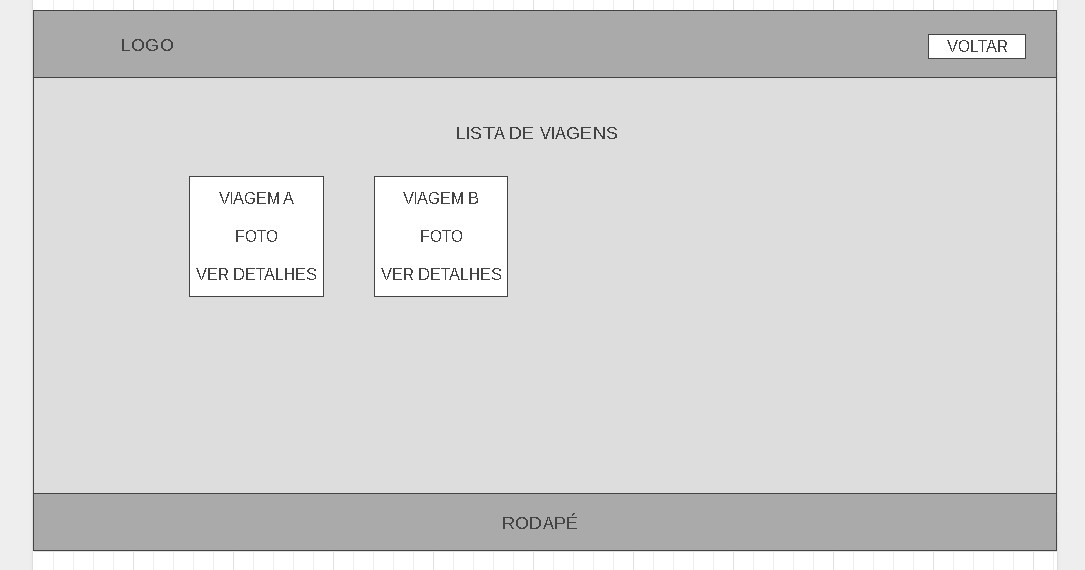 LOGO
VOLTAR
LISTA DE VIAGENS
VIAGEM A
FOTO
VER DETALHES
VIAGEM B
FOTO
VER DETALHES
RODAPÉ